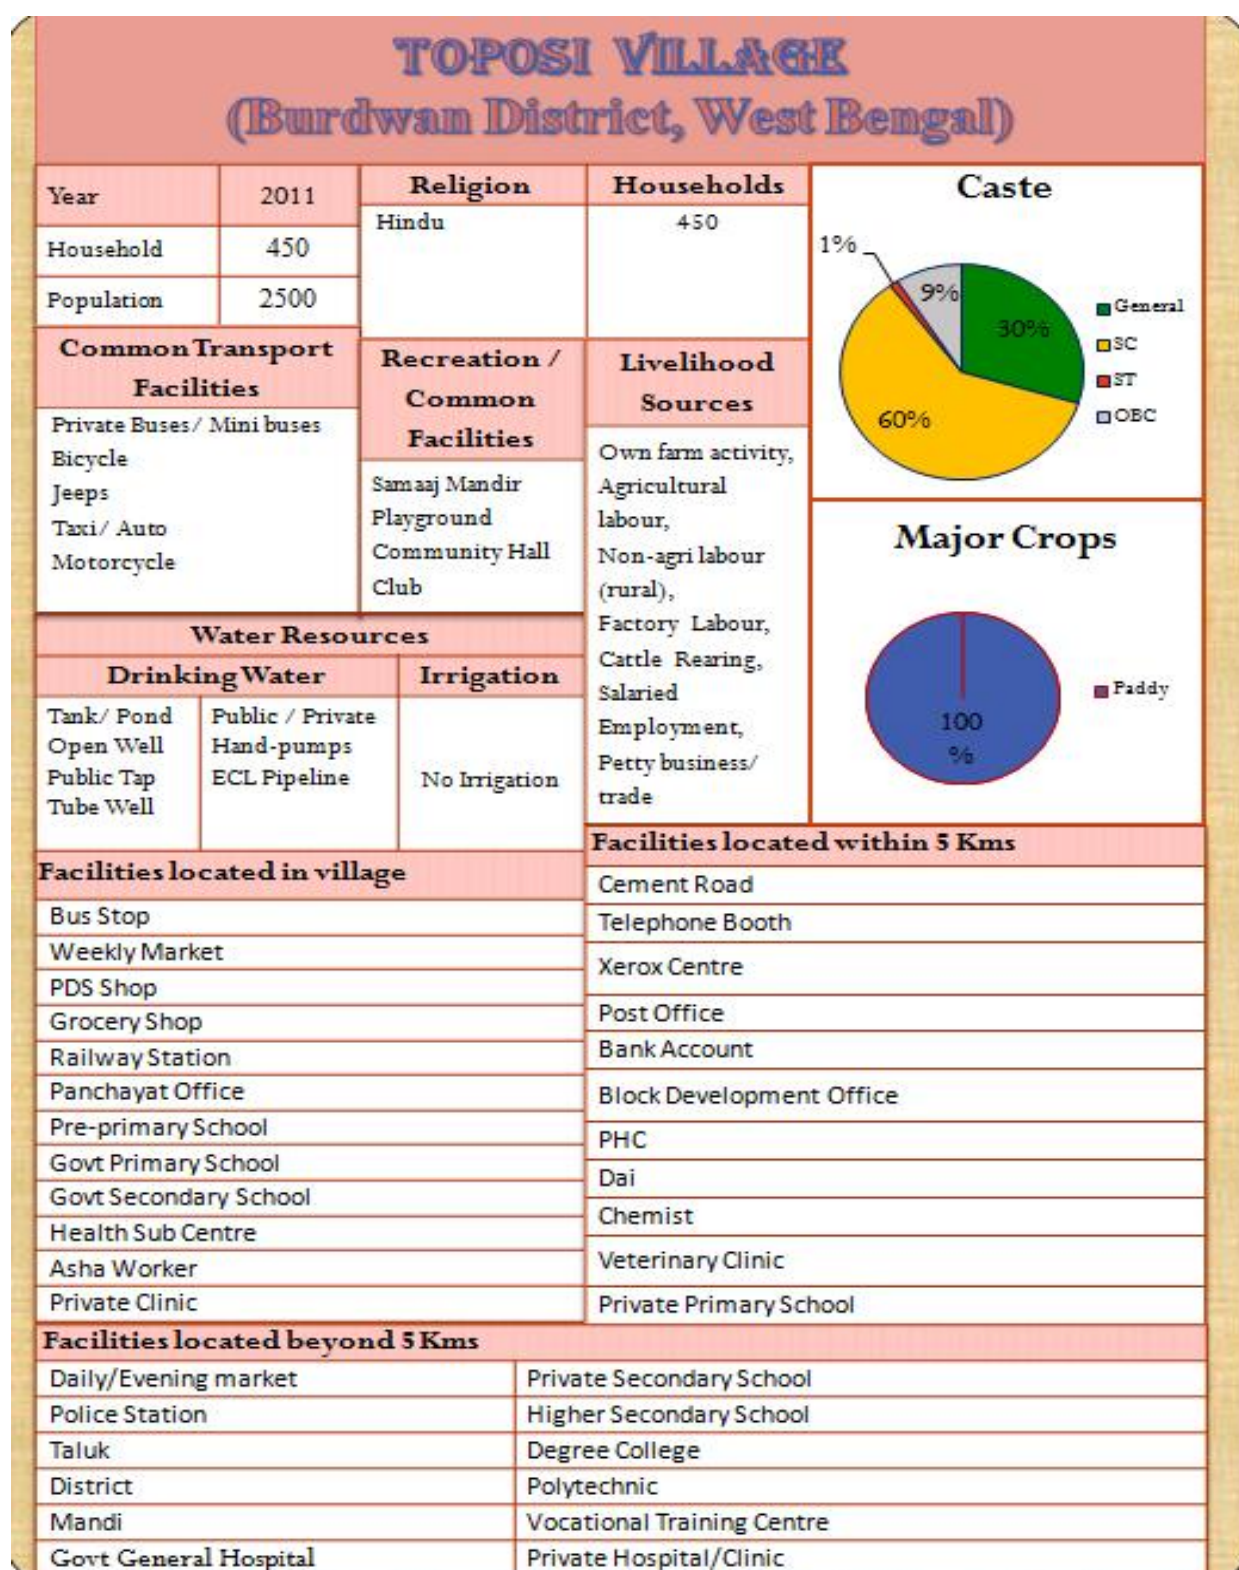 TOPOSI VILLAGE
(Burdwan District, West Bengal)
Year 2011
Household 450
Population 2500
Religion
Hindu
Households
450
Caste
1%
9%
30%
60%
General
SC
ST
OBC
Common Transport
Facilities
Private Buses/ Mini buses
Bicycle
Jeeps
Taxi/ Auto
Motorcycle
Recreation /
Common
Facilities
Samaaj Mandir
Playground
Community Hall
Club
Livelihood
Sources
Own farm activity,
Agricultural
labour,
Non-agri labour
(rural),
Factory Labour,
Cattle Rearing,
Salaried
Employment,
Petty business/
trade
Major Crops
100
%
Paddy
Water Resources
Drinking Water
Irrigation
Tank/ Pond
Open Well
Public Tap
Tube Well
Public / Private
Hand-pumps
ECL Pipeline
No Irrigation
Facilities located in village
Bus Stop
Weekly Market
PDS Shop
Grocery Shop
Railway Station
Panchayat Office
Pre-primary School
Govt Primary School
Govt Secondary School
Health Sub Centre
Asha Worker
Private Clinic
Facilities located within 5 Kms
Cement Road
Telephone Booth
Xerox Centre
Post Office
Bank Account
Block Development Office
PHC
Dai
Chemist
Veterinary Clinic
Private Primary School
Facilities located beyond 5 Kms
Daily/Evening market
Police Station
Taluk
District
Mandi
Govt General Hospital
Private Secondary School
Higher Secondary School
Degree College
Polytechnic
Vocational Training Centre
Private Hospital/Clinic